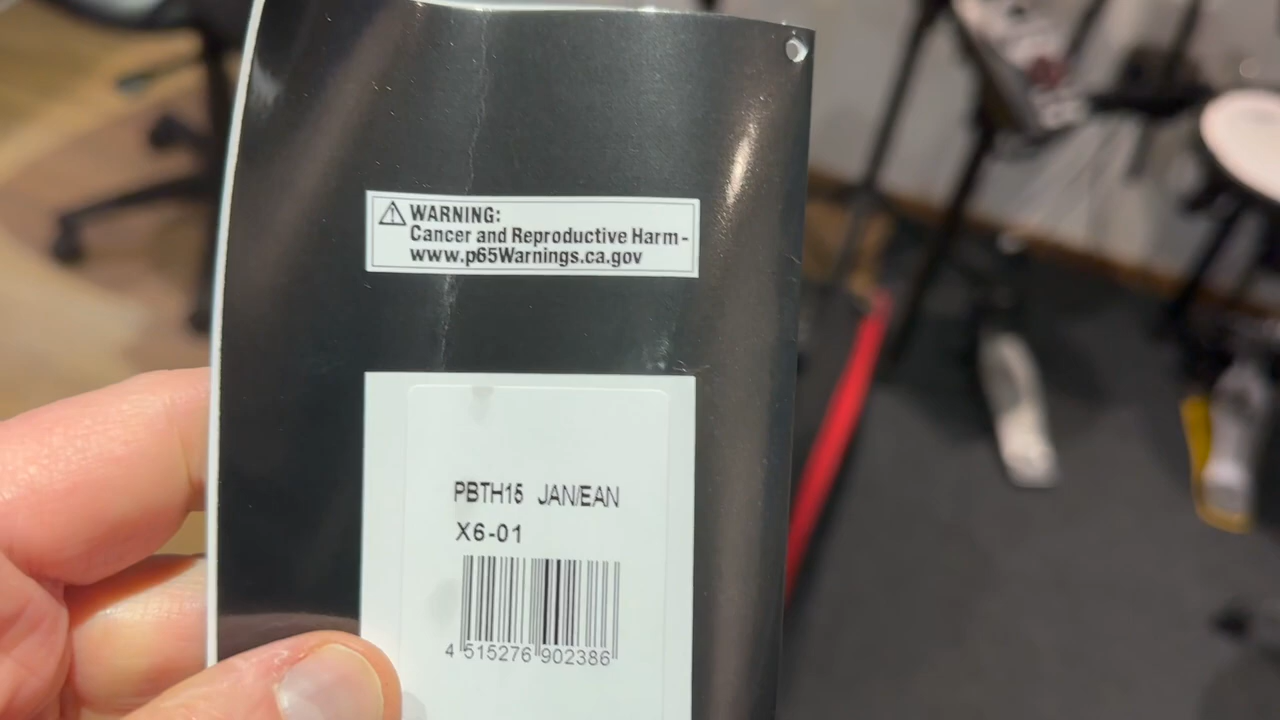 WARNING:
Cancer and Reproductive Harm -
www.p65Warnings.ca.gov
PBTH15 JAN/EAN
X6-01
4 515276 902386